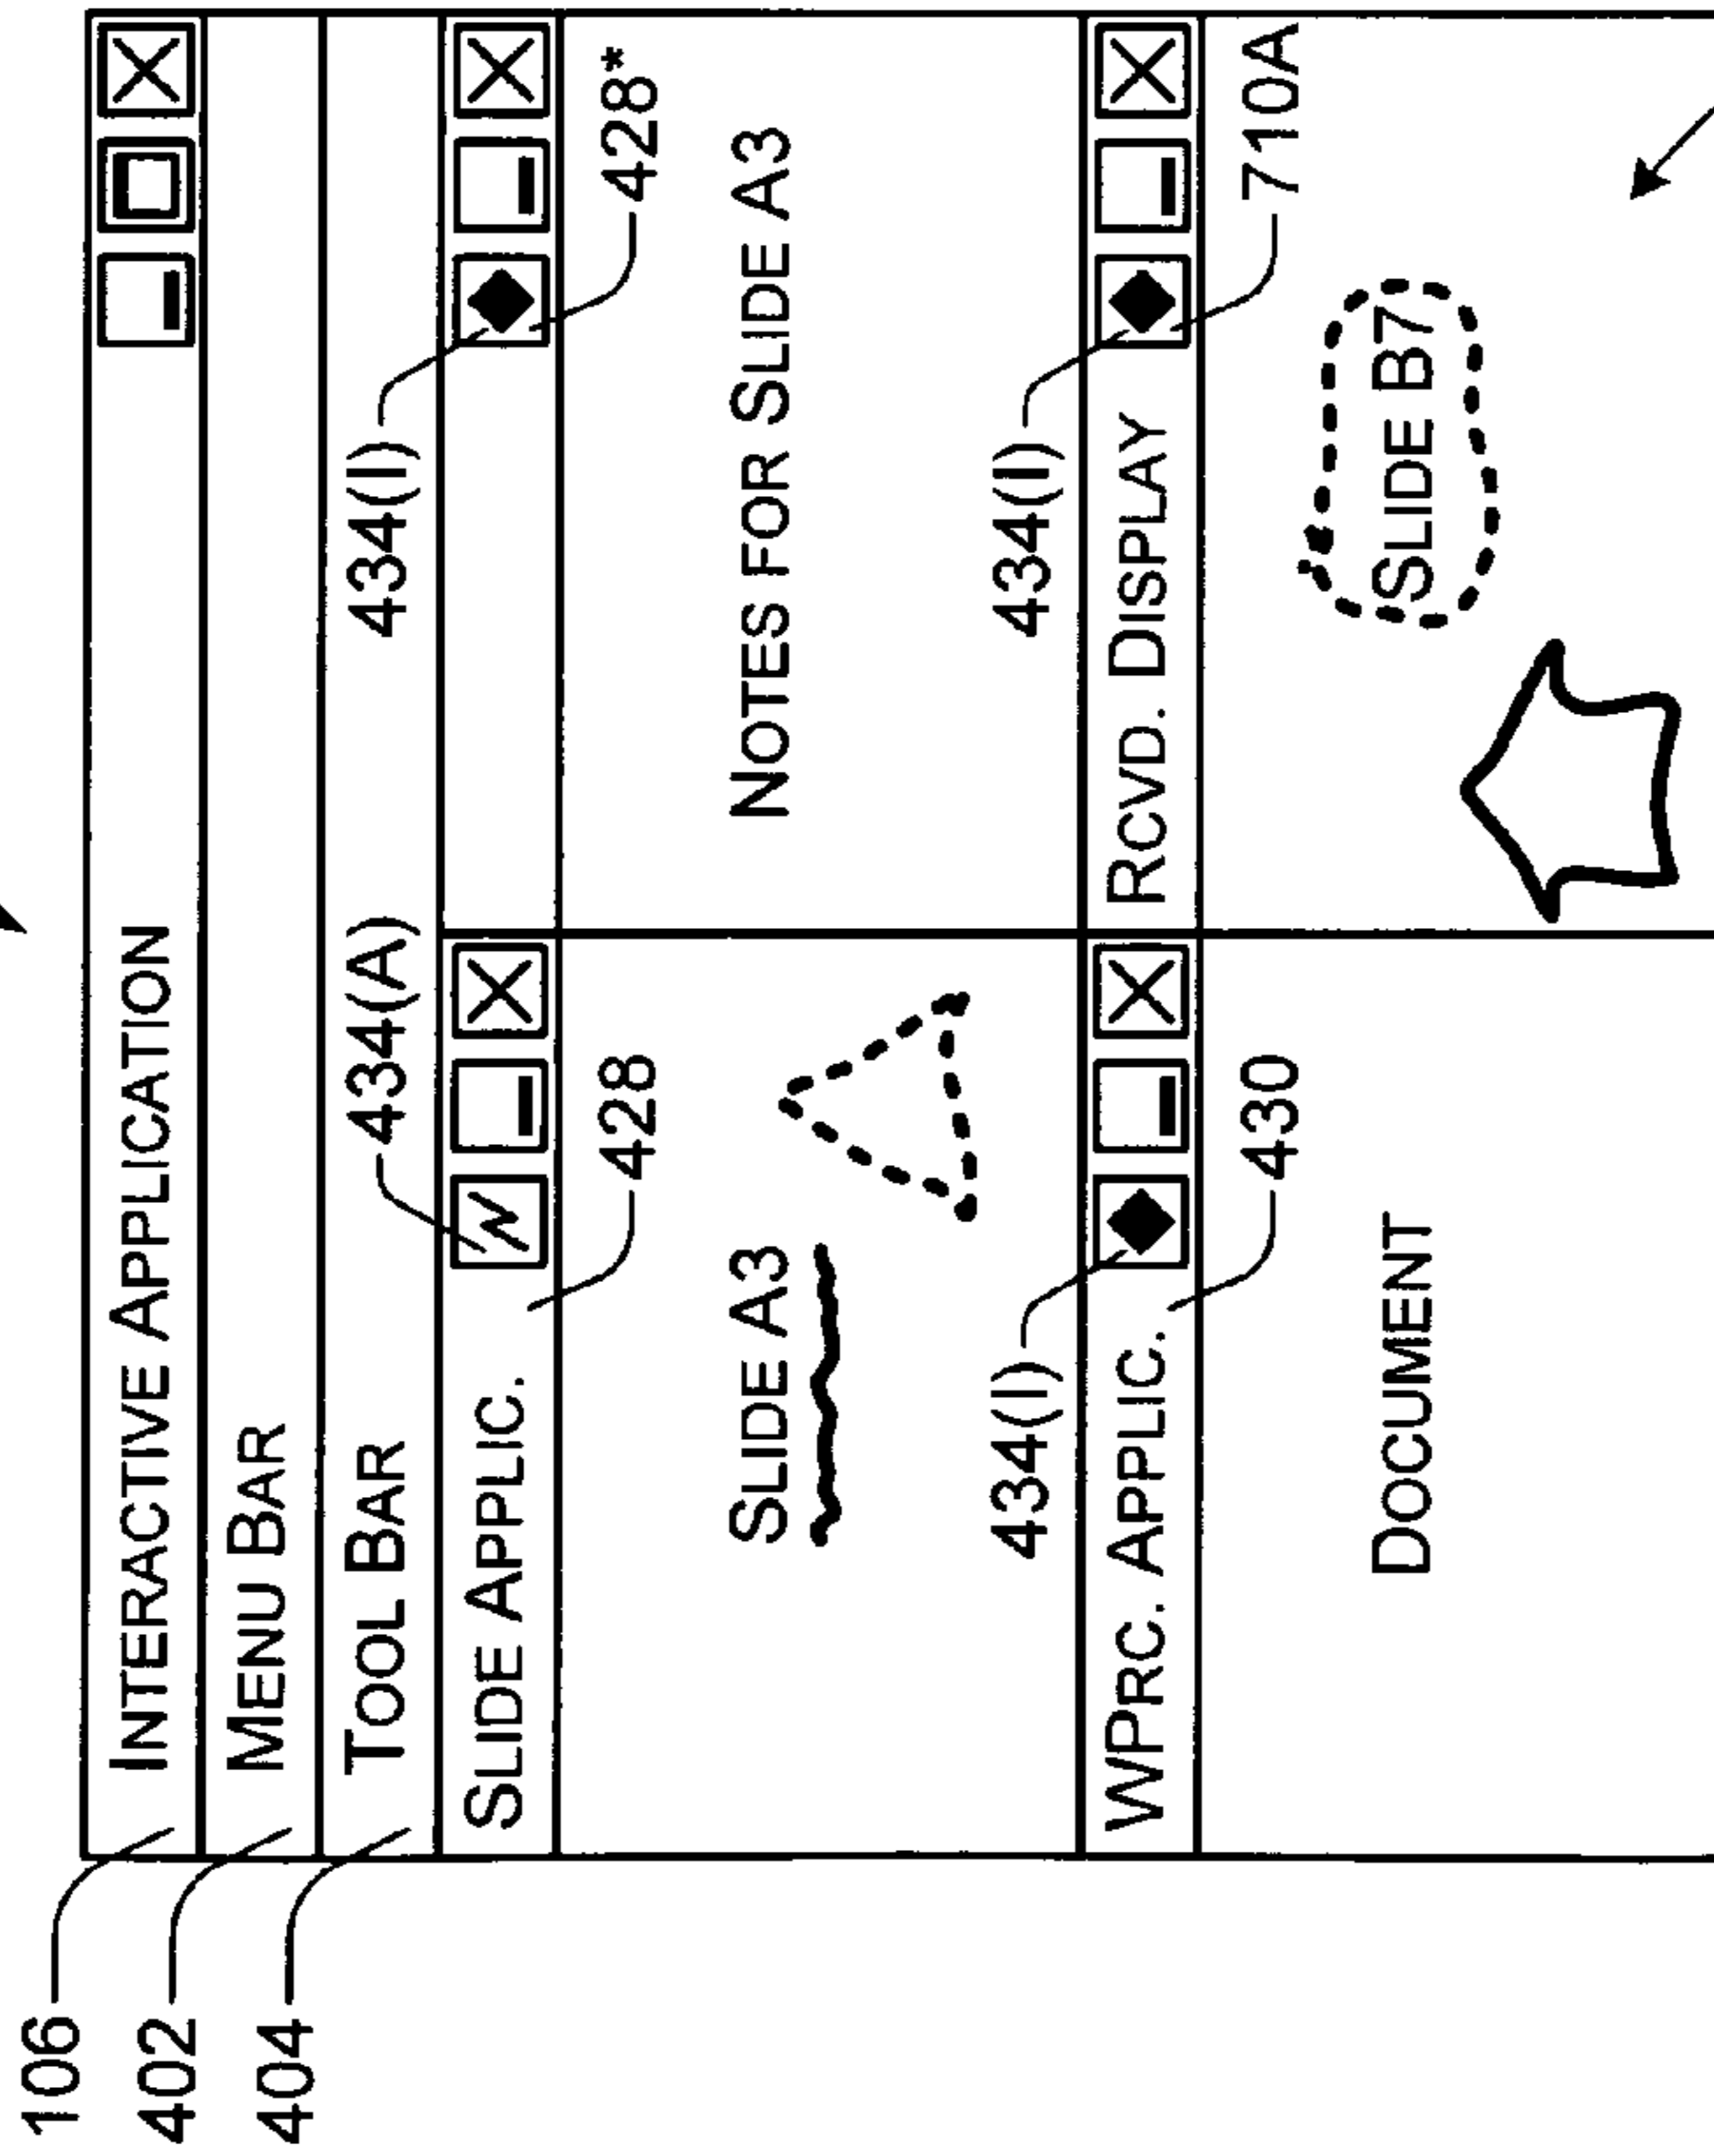 106
INTERACTIVE APPLICATION
402
MENU BAR
404
TOOL BAR
434(A)
434(I)
SLIDE APPLIC.
428
428*
SLIDE A3
NOTES FOR SLIDE A3
434(I)
434(I)
WPRC. APPLIC.
RCVD. DISPLAY
430
710A
DOCUMENT
SLIDE B7